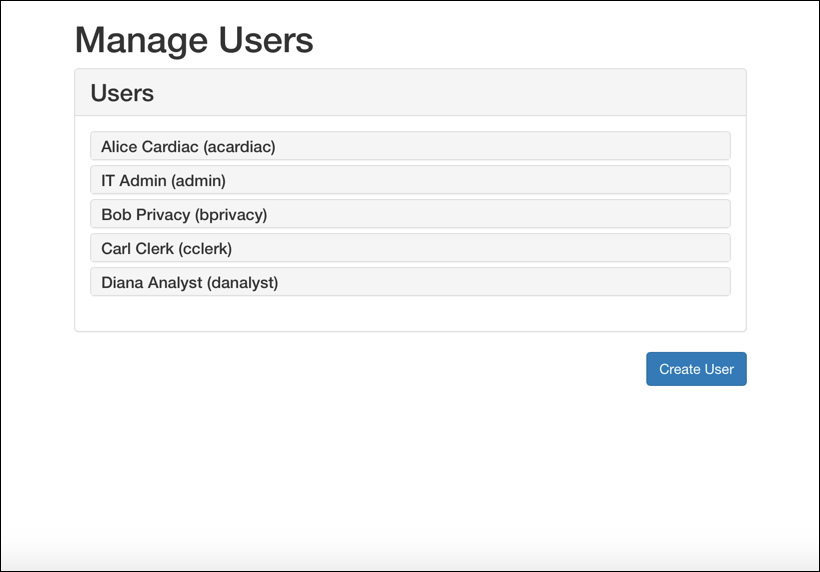 Manage Users
Users
Alice Cardiac (acardiac)
IT Admin (admin)
Bob Privacy (bprivacy)
Carl Clerk (cclerk)
Diana Analyst (danalyst)
Create User